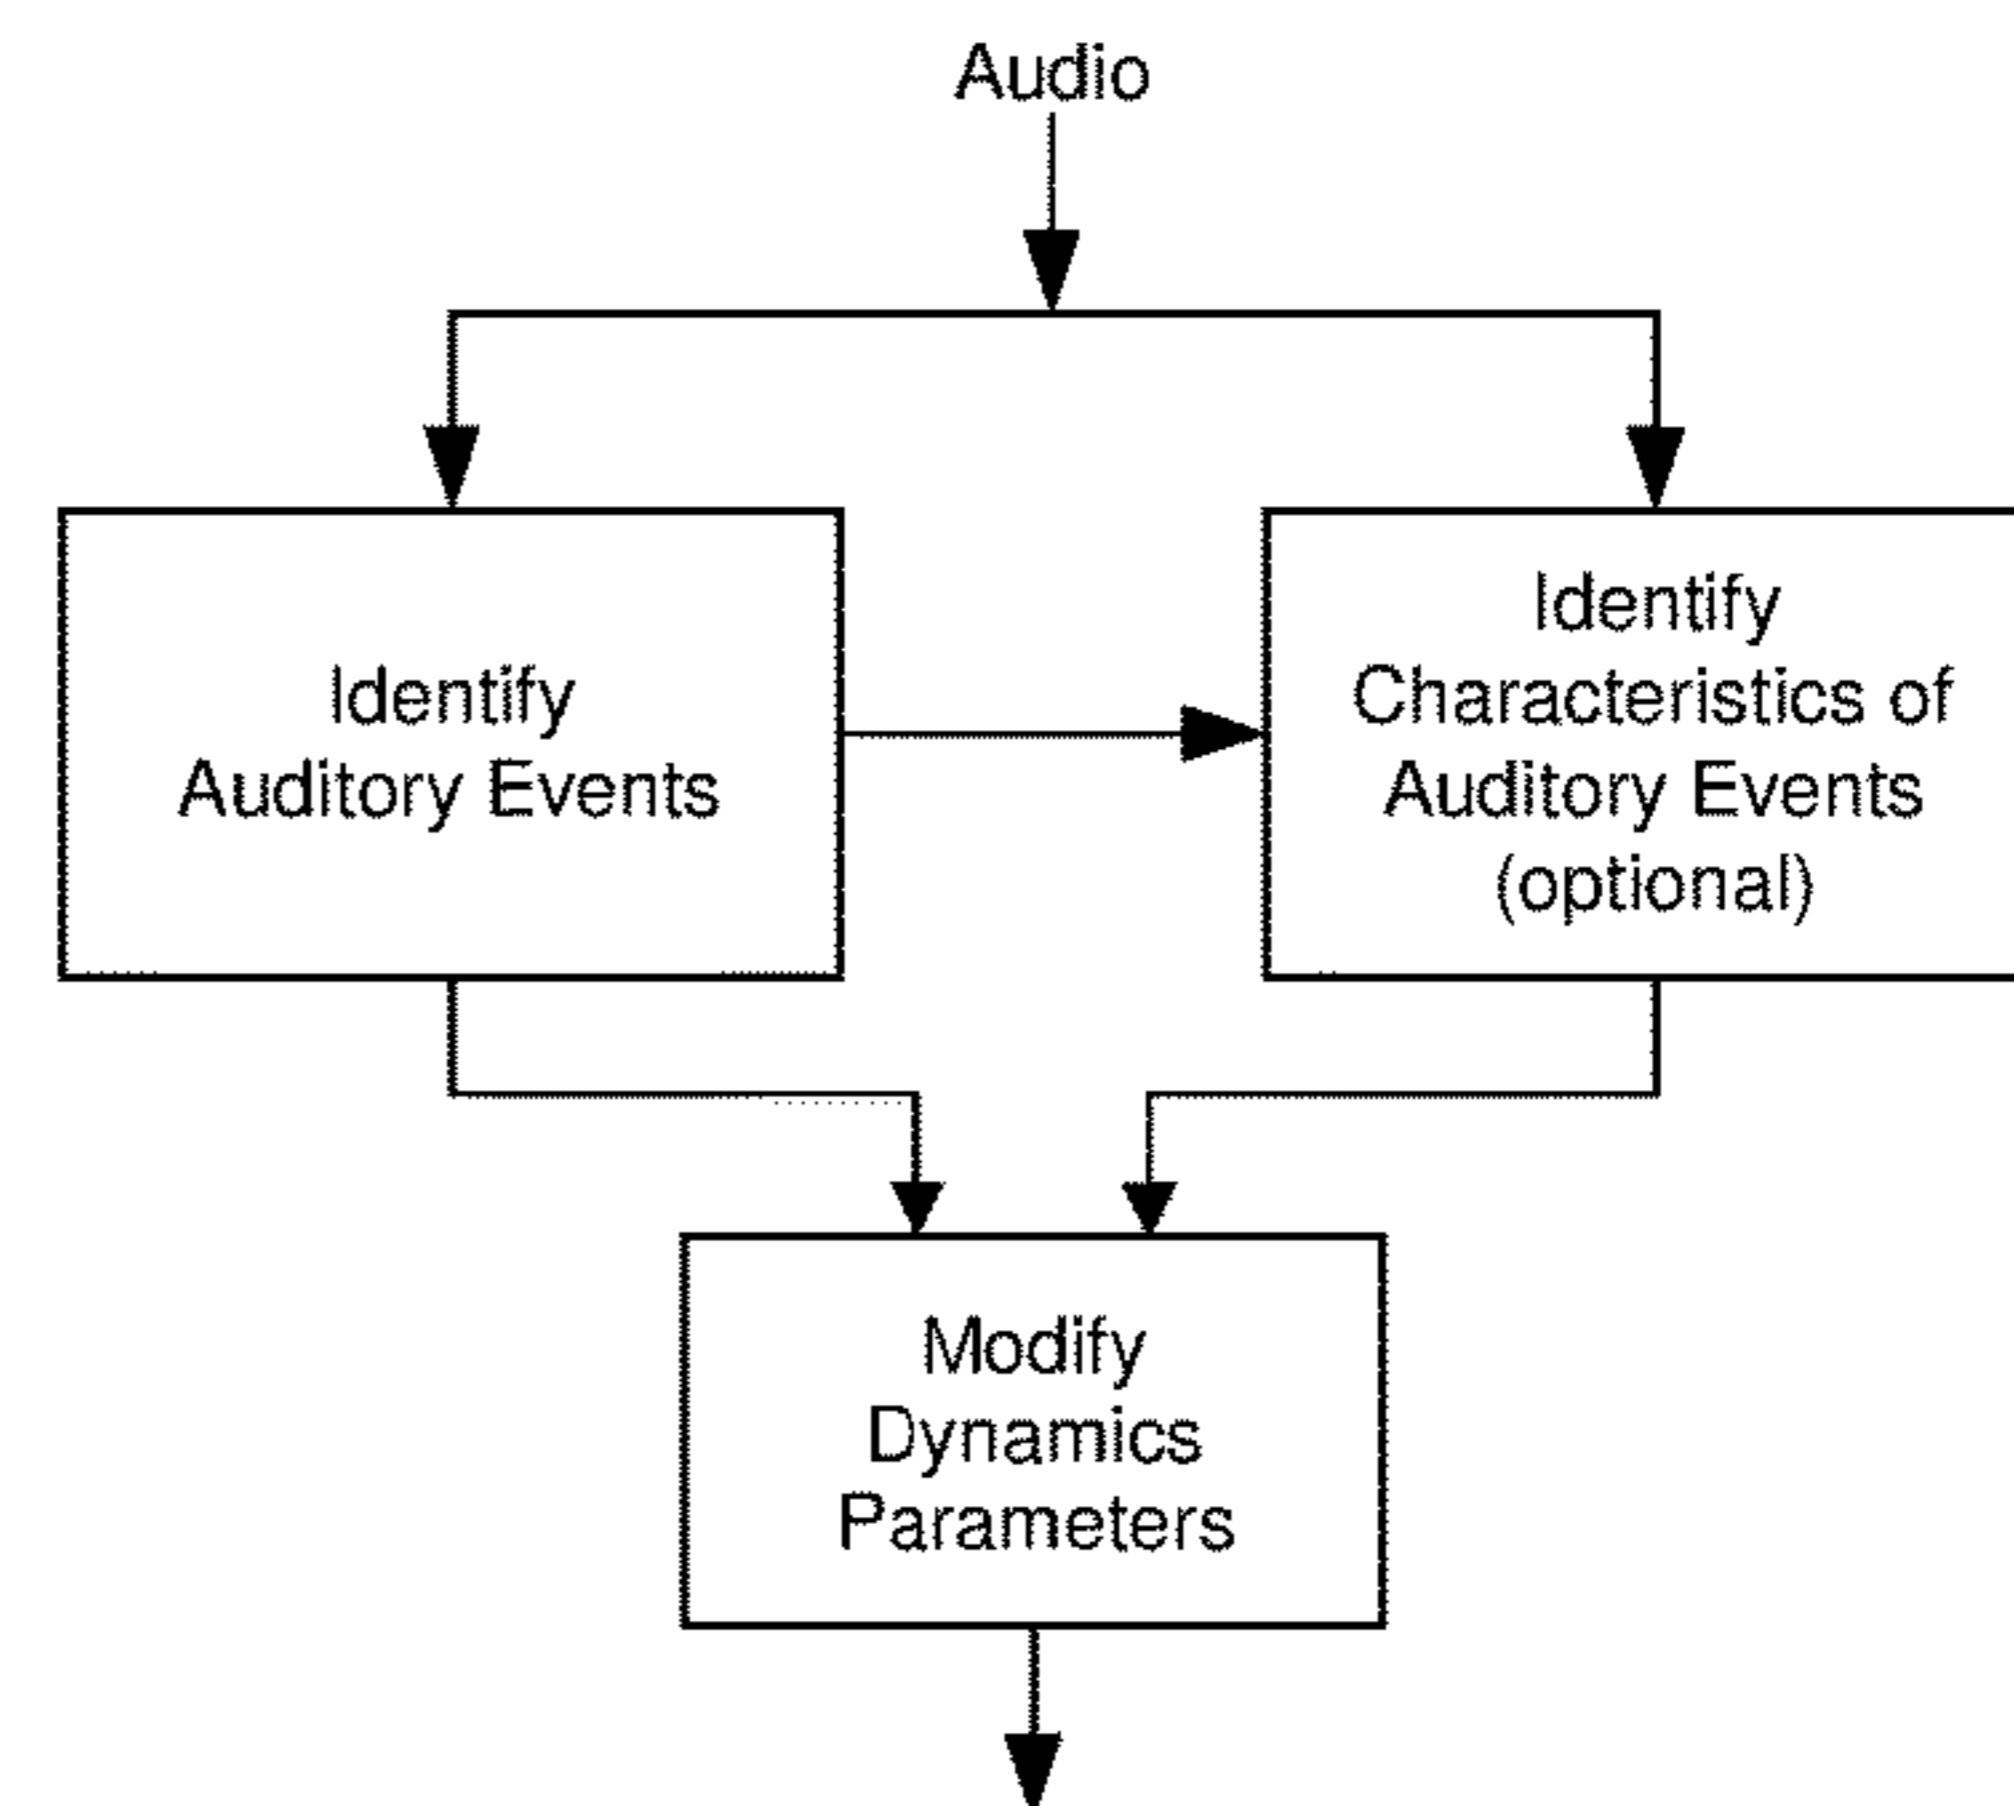 Audio
Identify
Auditory Events
Identify
Characteristics of
Auditory Events
(optional)
Modify
Dynamics
Parameters